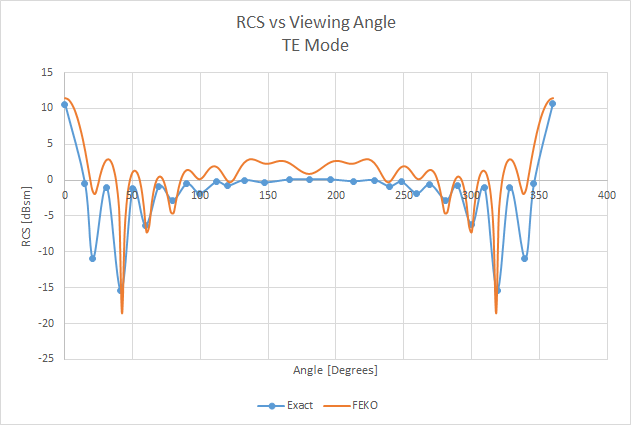 RCS vs Viewing Angle
TE Mode
15
10
5
0
-5
-10
-15
-20
-25
RCS [dBsm]
0 50 100 150 200 250 300 350 400
Angle [Degrees]
Exact FEKO